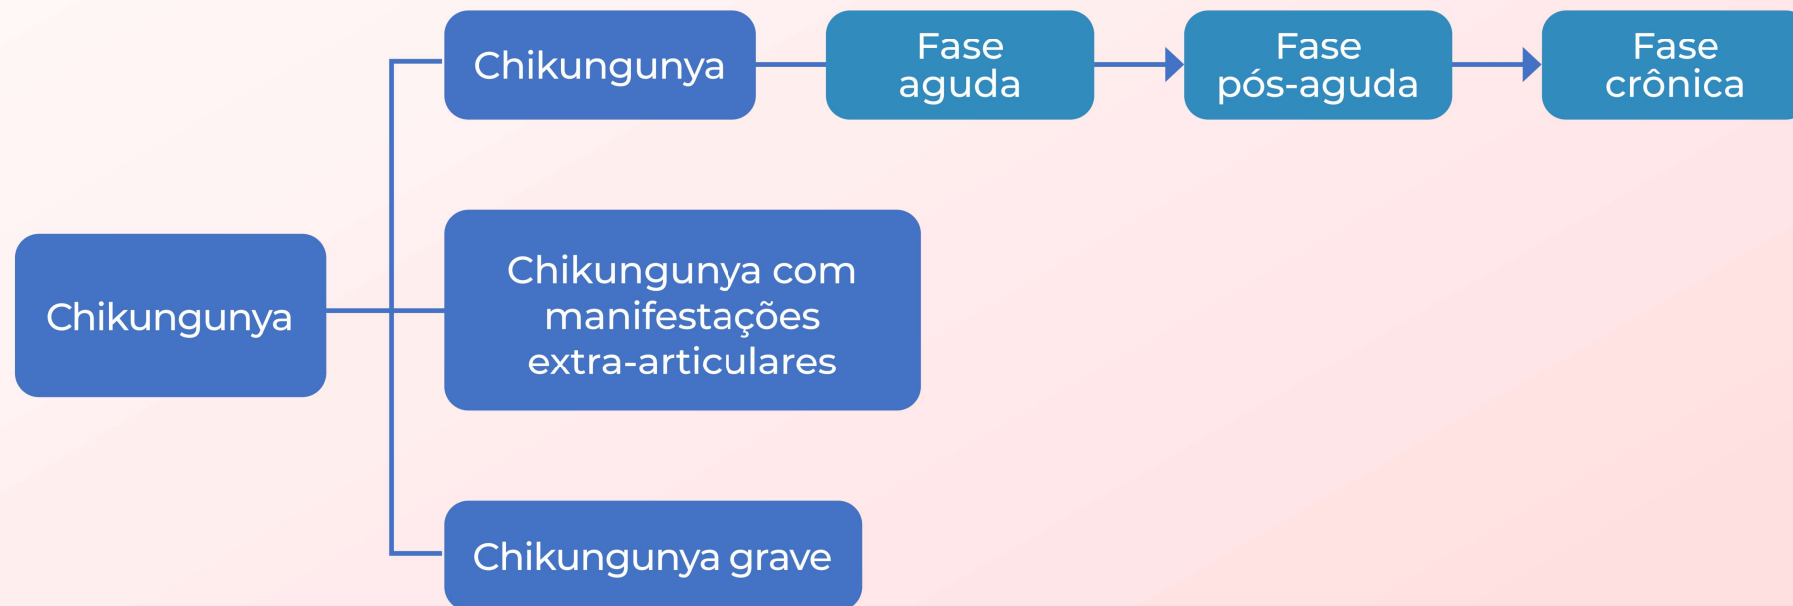 Chikungunya
Chikungunya
Fase
aguda
Fase
pós-aguda
Fase
crônica
Chikungunya com
manifestações
extra-articulares
Chikungunya grave